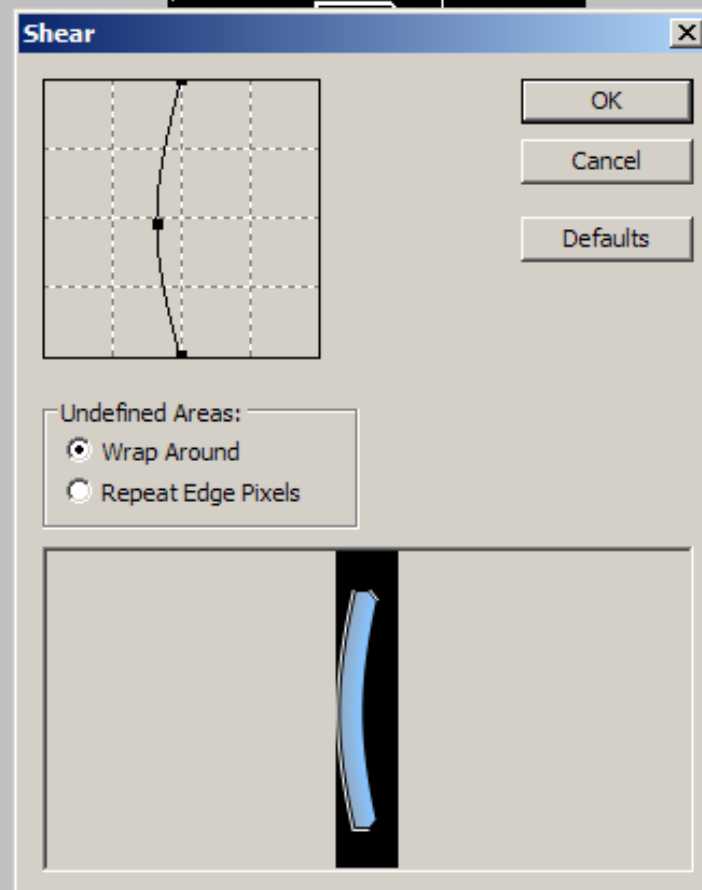 Shear
OK
Cancel
Defaults
Undefined Areas:
Wrap Around
Repeat Edge Pixels